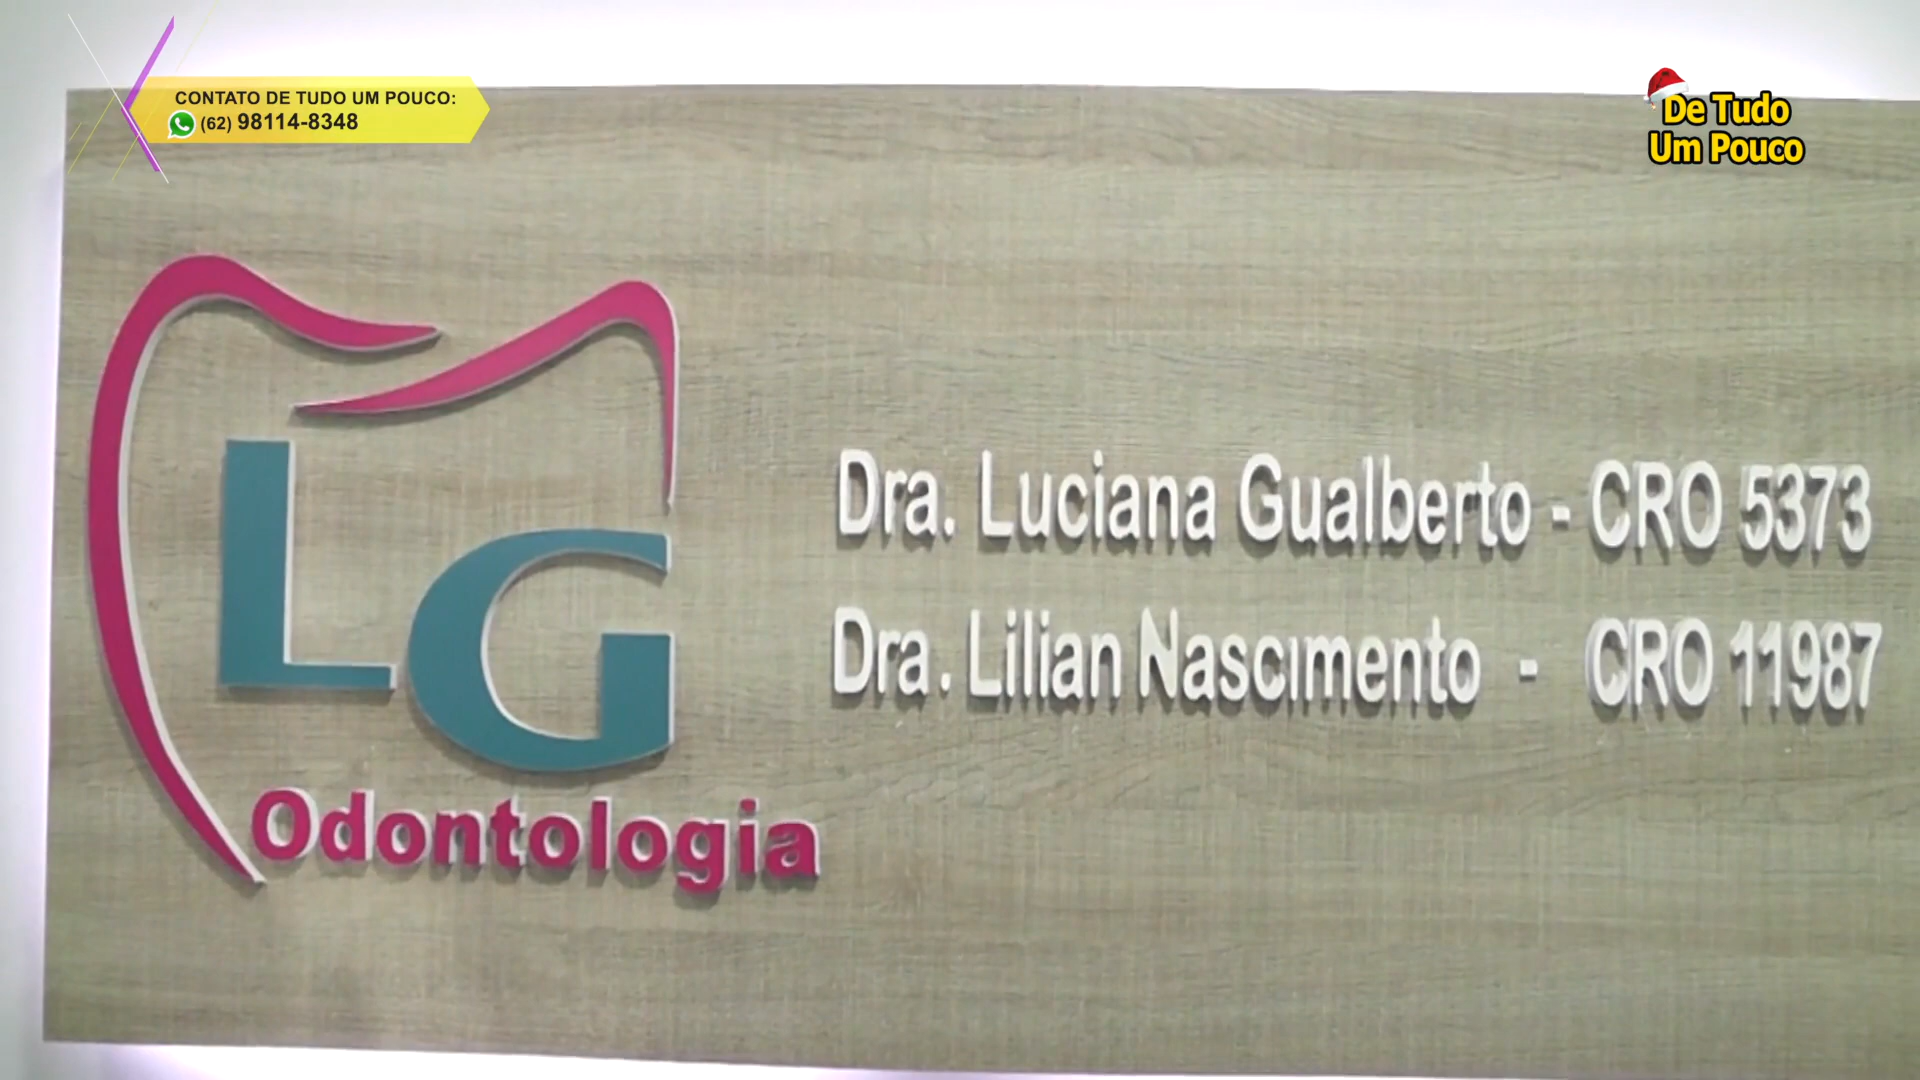 CONTATO DE TUDO UM POUCO:
(62) 98114-8348
De Tudo
Um Pouco
LG
Odontologia
Dra. Luciana Gualberto - CRO 5373
Dra. Lilian Nascimento - CRO 11987